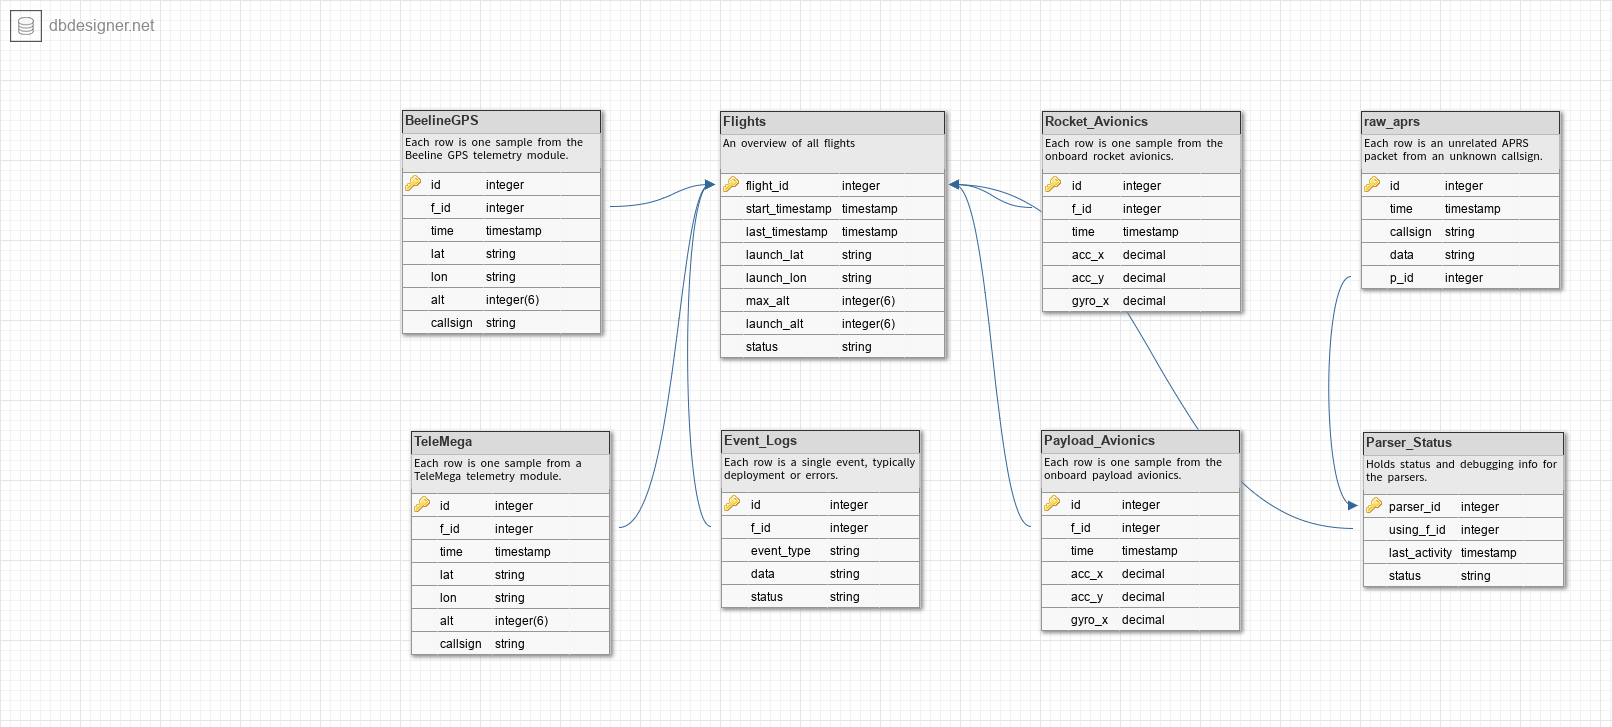 dbdesigner.net
BeelineGPS
Each row is one sample from the
Beeline GPS telemetry module.
id integer
f_id integer
time timestamp
lat string
lon string
alt integer(6)
callsign string
Flights
An overview of all flights
flight_id integer
start_timestamp timestamp
last_timestamp timestamp
launch_lat string
launch_lon string
max_alt integer(6)
launch_alt integer(6)
status string
Rocket_Avionics
Each row is one sample from the
onboard rocket avionics.
id integer
f_id integer
time timestamp
acc_x decimal
acc_y decimal
gyro_x decimal
raw_aprs
Each row is an unrelated APRS
packet from an unknown callsign.
id integer
time timestamp
callsign string
data string
p_id integer
TeleMega
Each row is one sample from a
TeleMega telemetry module.
id integer
f_id integer
time timestamp
lat string
lon string
alt integer(6)
callsign string
Event_Logs
Each row is a single event, typically
deployment or errors.
id integer
f_id integer
event_type string
data string
status string
Payload_Avionics
Each row is one sample from the
onboard payload avionics.
id integer
f_id integer
time timestamp
acc_x decimal
acc_y decimal
gyro_x decimal
Parser_Status
Holds status and debugging info for
the parsers.
parser_id integer
using_f_id integer
last_activity timestamp
status string